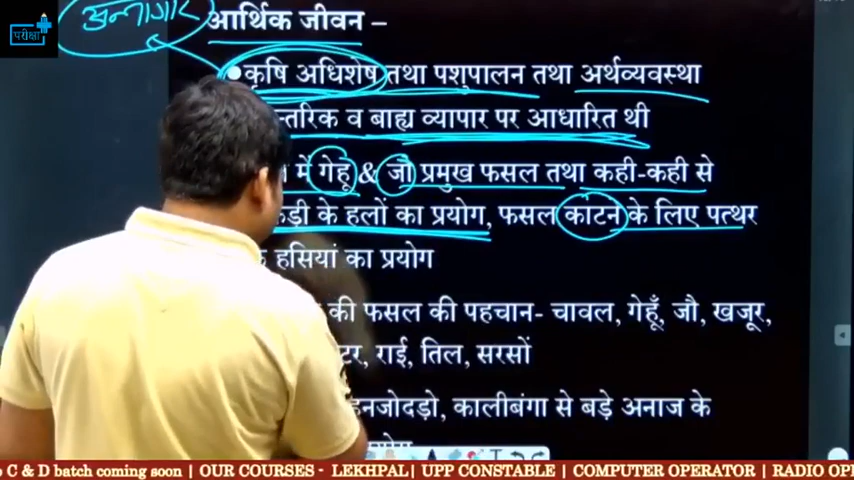 अन्नागार
परीक्षा
आर्थिक जीवन –
कृषि अधिशेष तथा पशुपालन तथा अर्थव्यवस्था
न्तरिक व बाह्य व्यापार पर आधारित थी
में गेहू & जौ प्रमुख फसल तथा कही-कही से
कड़ी के हलों का प्रयोग, फसल काटन के लिए पत्थर
हसियां का प्रयोग
की फसल की पहचान- चावल, गेहूँ, जौ, खजूर,
टर, राई, तिल, सरसों
हनजोदड़ो, कालीबंगा से बड़े अनाज के
C & D batch coming soon | OUR COURSES - LEKHPAL| UPP CONSTABLE | COMPUTER OPERATOR | RADIO OPE